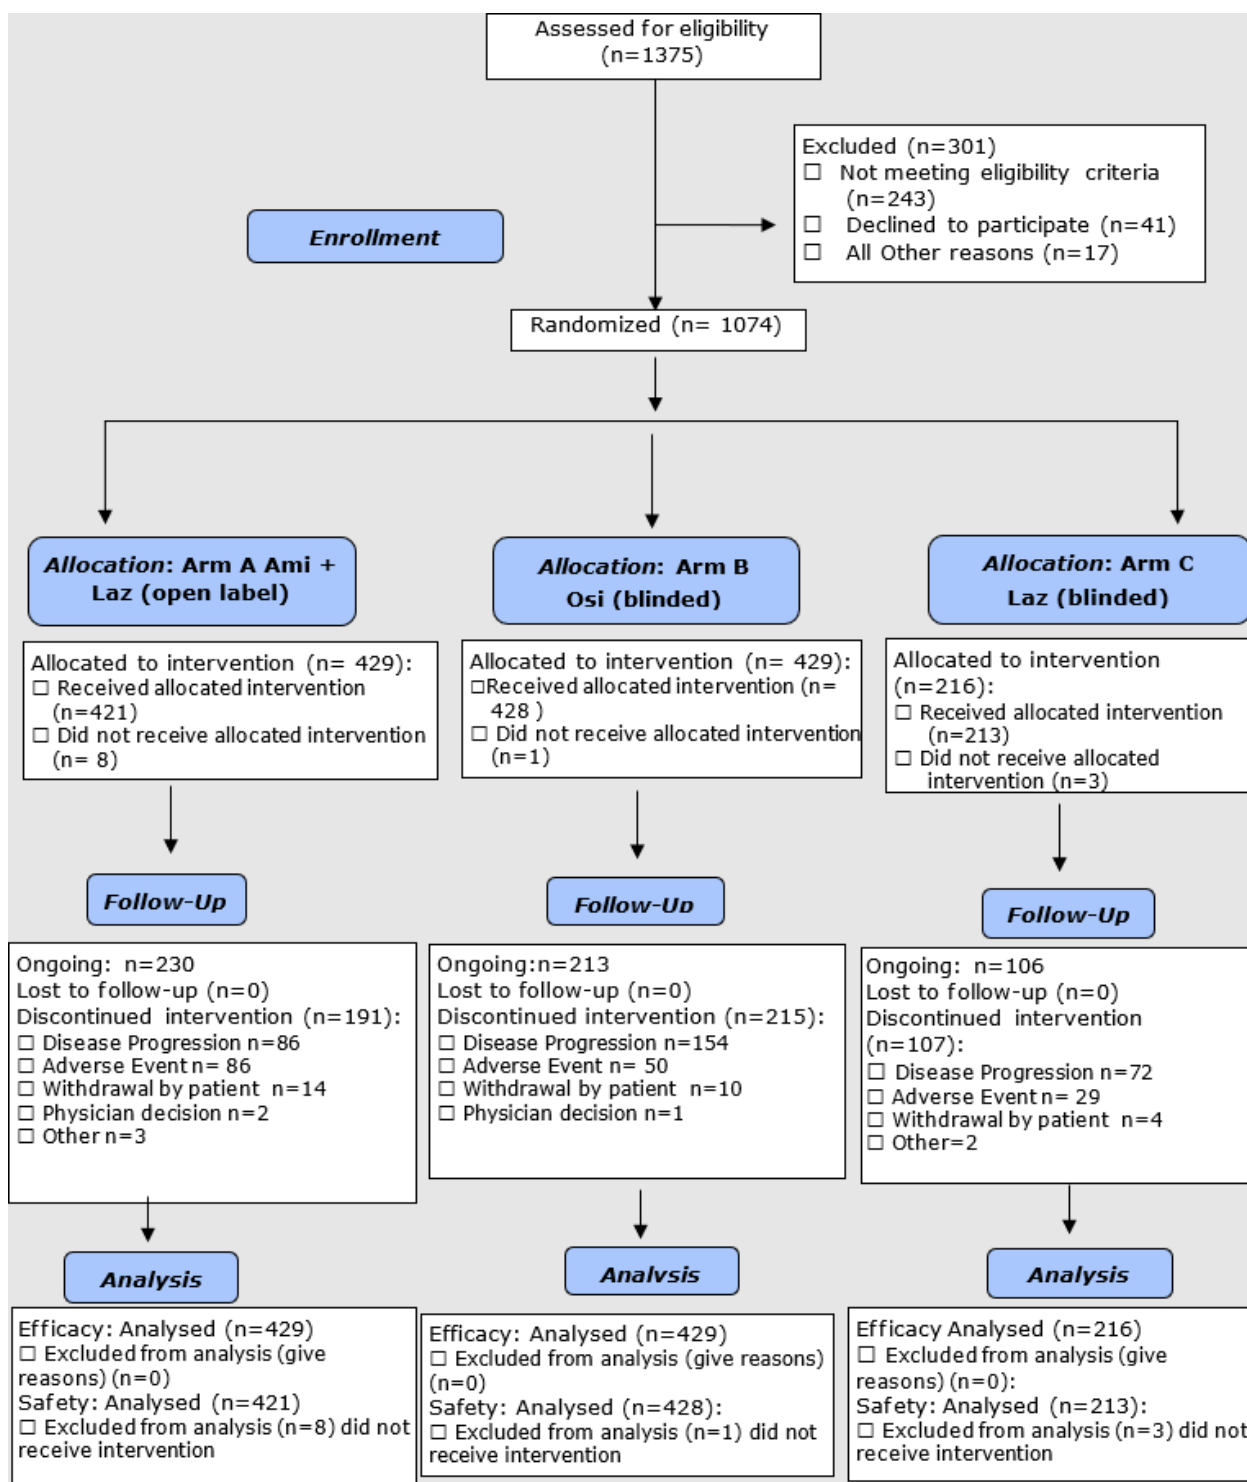 Assessed for eligibility
(n=1375)
Excluded (n=301)
☐ Not meeting eligibility criteria
(n=243)
☐ Declined to participate (n=41)
☐ All Other reasons (n=17)
Enrollment
Randomized (n= 1074)
Allocation: Arm A Ami +
Laz (open label)
Allocated to intervention (n= 429):
☐ Received allocated intervention
(n=421)
☐ Did not receive allocated intervention
(n= 8)
Allocation: Arm B
Osi (blinded)
Allocated to intervention (n= 429):
☐Received allocated intervention (n=
428 )
☐ Did not receive allocated intervention
(n=1)
Allocation: Arm C
Laz (blinded)
Allocated to intervention
(n=216):
☐ Received allocated intervention
(n=213)
☐ Did not receive allocated
intervention (n=3)
Follow-Up
Ongoing: n=230
Lost to follow-up (n=0)
Discontinued intervention (n=191):
☐ Disease Progression n=86
☐ Adverse Event n= 86
☐ Withdrawal by patient n=14
☐ Physician decision n=2
☐ Other n=3
Follow-Up
Ongoing:n=213
Lost to follow-up (n=0)
Discontinued intervention (n=215):
☐ Disease Progression n=154
☐ Adverse Event n= 50
☐ Withdrawal by patient n=10
☐ Physician decision n=1
Follow-Up
Ongoing: n=106
Lost to follow-up (n=0)
Discontinued intervention
(n=107):
☐ Disease Progression n=72
☐ Adverse Event n= 29
☐ Withdrawal by patient n=4
☐ Other=2
Analysis
Efficacy: Analysed (n=429)
☐ Excluded from analysis (give
reasons) (n=0)
Safety: Analysed (n=421)
☐ Excluded from analysis (n=8) did not
receive intervention
Analysis
Efficacy: Analysed (n=429)
☐ Excluded from analysis (give reasons)
(n=0)
Safety: Analysed (n=428):
☐ Excluded from analysis (n=1) did not
receive intervention
Analysis
Efficacy Analysed (n=216)
☐ Excluded from analysis (give
reasons) (n=0):
Safety: Analysed (n=213):
☐ Excluded from analysis (n=3) did not
receive intervention